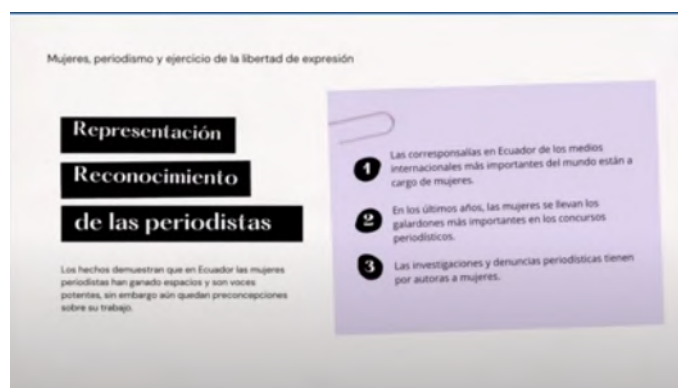 Mujeres, periodismo y ejercicio de la libertad de expresión
Representación
Reconocimiento
de las periodistas
Los hechos demuestran que en Ecuador las mujeres
periodistas han ganado espacios y son voces
potentes, sin embargo aún quedan preconcepciones
sobre su trabajo.
1
Las corresponsalías en Ecuador de los medios
internacionales más importantes del mundo están a
cargo de mujeres.
2
En los últimos años, las mujeres se llevan los
galardones más importantes en los concursos
periodísticos.
3
Las investigaciones y denuncias periodísticas tienen
por autoras a mujeres.